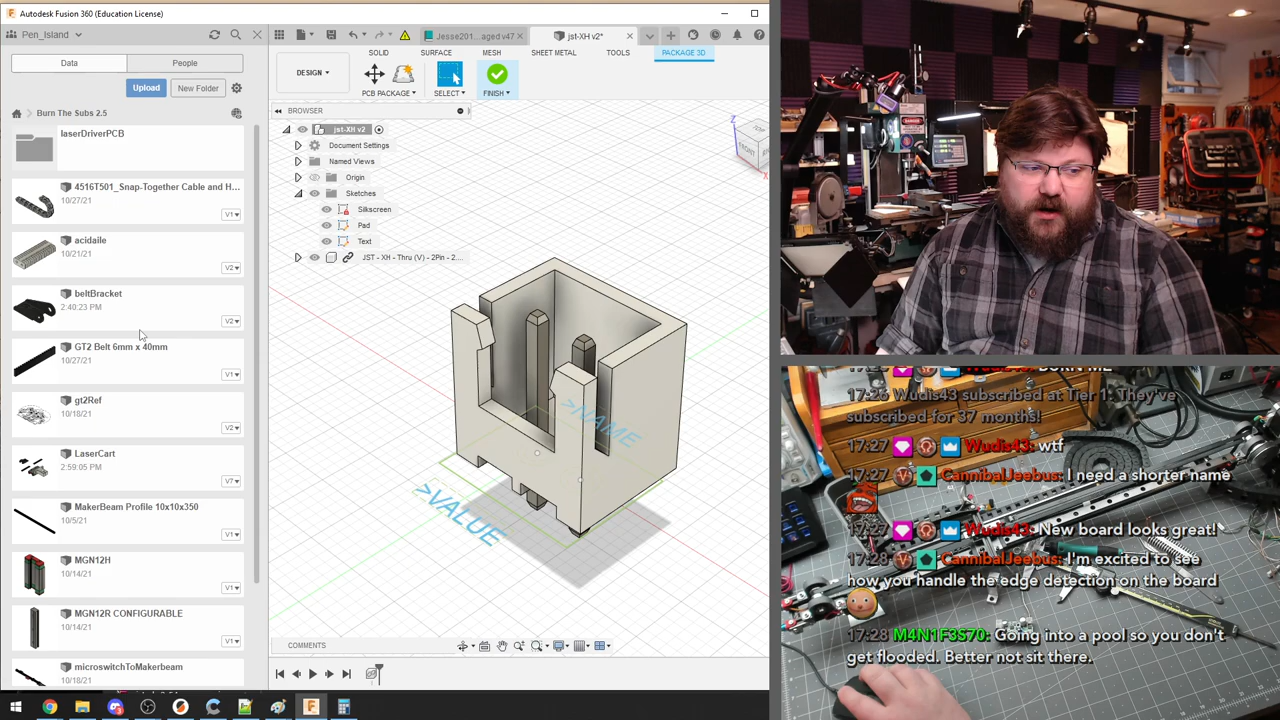 Autodesk Fusion 360 (Education License)
Pen_Island
Data
People
Upload
New Folder
Burn The Subs 2.5
laserDriverPCB
4516T501_Snap-Together Cable and H...
10/27/21
V1
acidaile
10/21/21
V2
beltBracket
2:40:23 PM
V2
GT2 Belt 6mm x 40mm
10/27/21
V1
gt2Ref
10/18/21
V2
LaserCart
2:59:05 PM
V7
MakerBeam Profile 10x10x350
10/5/21
V1
MGN12H
10/14/21
V1
MGN12R CONFIGURABLE
10/14/21
V1
microswitchToMakerbeam
10/18/21
Jesse201...aged v47
jst-XH v2*
SOLID
SURFACE
MESH
SHEET METAL
TOOLS
PACKAGE 3D
DESIGN
PCB PACKAGE
SELECT
FINISH
BROWSER
jst-XH v2
Document Settings
Named Views
Origin
Sketches
Silkscreen
Pad
Text
JST - XH - Thru (V) - 2Pin - 2....
Z
TOP
FRONT
X
>NAME
>VALUE
COMMENTS
17:26 Wudis43 subscribed at Tier 1. They've
subscribed for 37 months!
17:27 Wudis43: wtf
17:27 CannibalJeebus: I need a shorter name
17:27 Wudis43: New board looks great!
17:28 CannibalJeebus: I'm excited to see
how you handle the edge detection on the board
17:28 M4N1F3S70: Going into a pool so you don't
get flooded. Better not sit there.